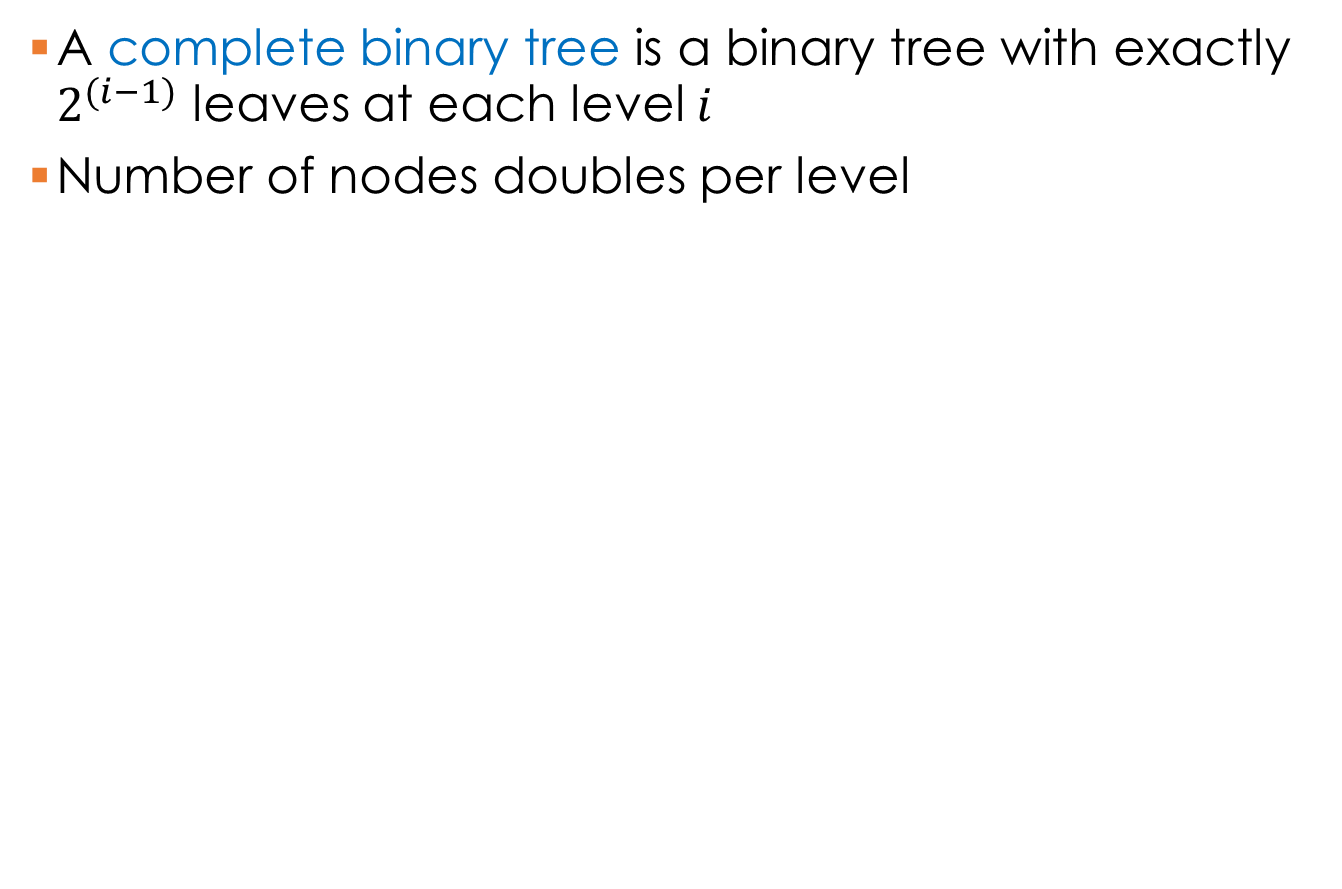 ▪A complete binary tree is a binary tree with exactly
2^(i−1) leaves at each level i
▪Number of nodes doubles per level